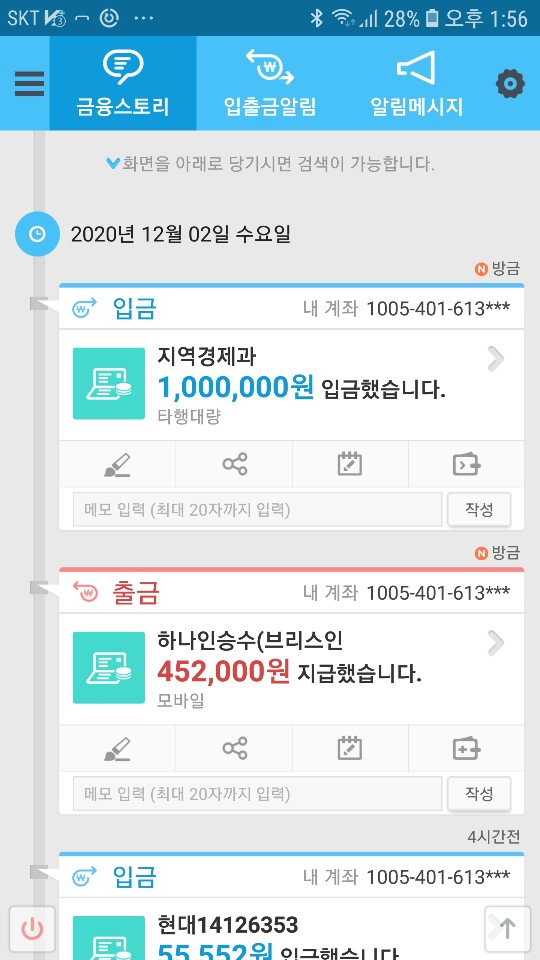 SKT 28% 오후 1:56
금융스토리 입출금알림 알림메시지
화면을 아래로 당기시면 검색이 가능합니다.
2020년 12월 02일 수요일
N 방금
입금 내 계좌 1005-401-613***
지역경제과
1,000,000원 입금했습니다.
타행대량
메모 입력 (최대 20자까지 입력) 작성
N 방금
출금 내 계좌 1005-401-613***
하나인승수(브리스인
452,000원 지급했습니다.
모바일
메모 입력 (최대 20자까지 입력) 작성
4시간전
입금 내 계좌 1005-401-613***
현대14126353
55,552원 입금했습니다.